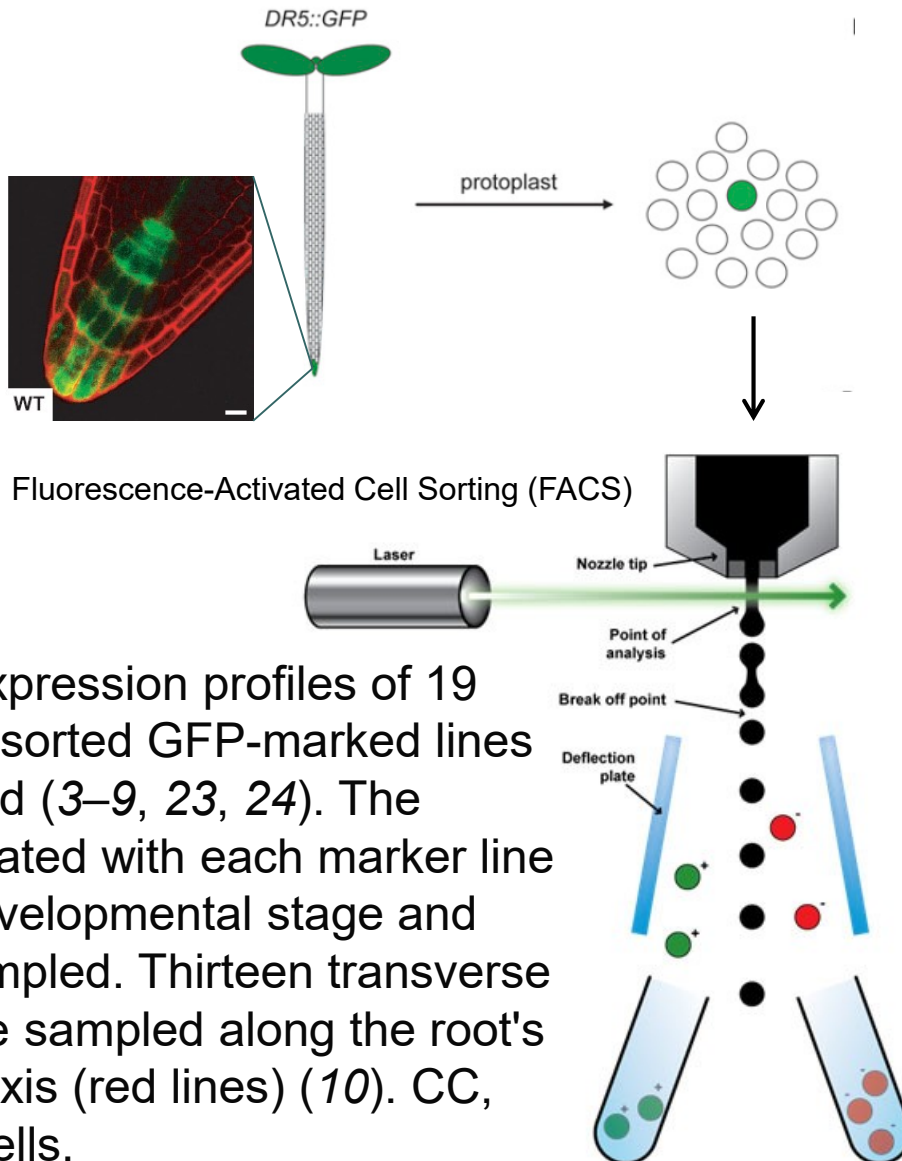 DR5::GFP
protoplast
WT
Fluorescence-Activated Cell Sorting (FACS)
Laser
Nozzle tip
Point of
analysis
Break off point
Deflection
plate
xpression profiles of 19
sorted GFP-marked lines
d (3–9, 23, 24). The
ated with each marker line
velopmental stage and
mpled. Thirteen transverse
e sampled along the root's
xis (red lines) (10). CC,
ells.
+
+
-
-
+
+
-
-
-